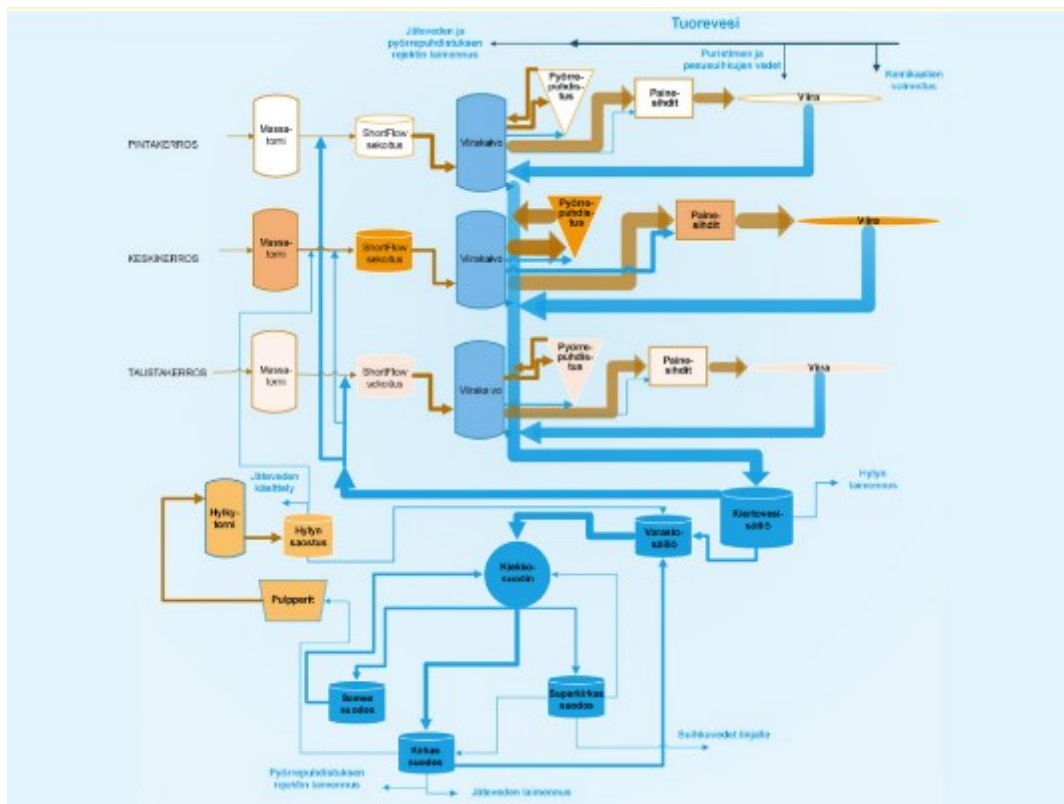 Tuorevesi
Jäteveden ja
pyörrepuhdistuksen
rejektin laimennus
Puristimen ja
pesusuihkujen vedet
Kemikaalien
valmistus
PINTAKERROS
Massa-
torni
ShortFlow
sekoitus
Viirakaivo
Pyörre-
puhdis-
tus
Paine-
sihdit
Viira
KESKIKERROS
Massa-
torni
ShortFlow
sekoitus
Viirakaivo
Pyörre-
puhdis-
tus
Paine-
sihdit
Viira
TAUSTAKERROS
Massa-
torni
ShortFlow
sekoitus
Viirakaivo
Pyörre-
puhdis-
tus
Paine-
sihdit
Viira
Jäteveden
käsittely
Hylky-
torni
Hylyn
saostus
Varasto-
säiliö
Kiertovesi-
säiliö
Hylyn
laimennus
Kiekko-
suodin
Pulpperit
Samea
suodos
Superkirkas
suodos
Kirkas
suodos
Suihkuvedet linjalle
Pyörrepuhdistuksen
rejektin laimennus
Jäteveden laimennus